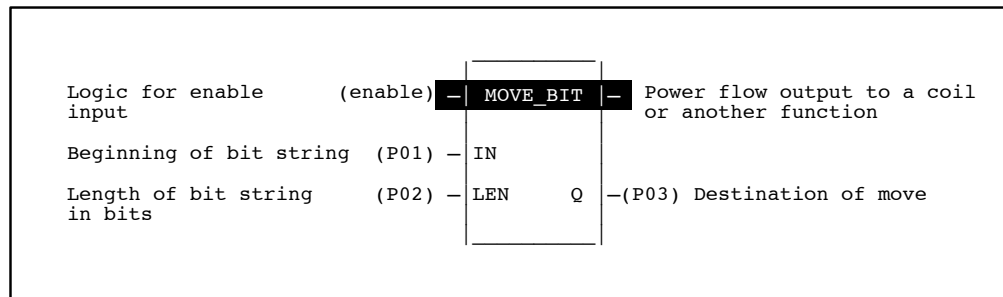 Logic for enable (enable) – MOVE_BIT – Power flow output to a coil
input or another function
Beginning of bit string (P01) – IN
Length of bit string (P02) – LEN Q –(P03) Destination of move
in bits